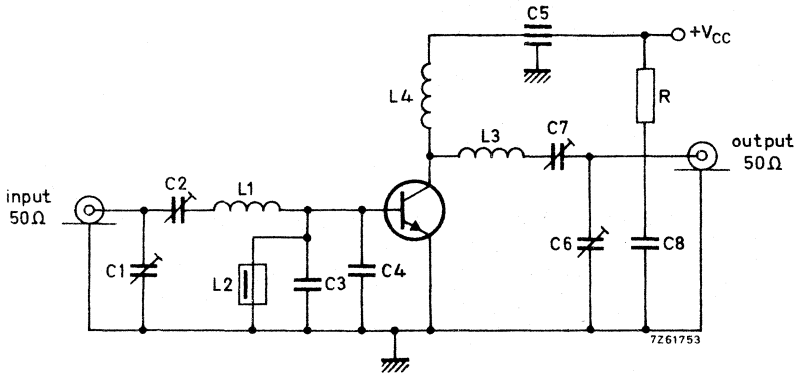 C5
+VCC
L4
R
L3
C7
output
50Ω
input
50Ω
C2
L1
C1
L2
C3
C4
C6
C8
7Z61753